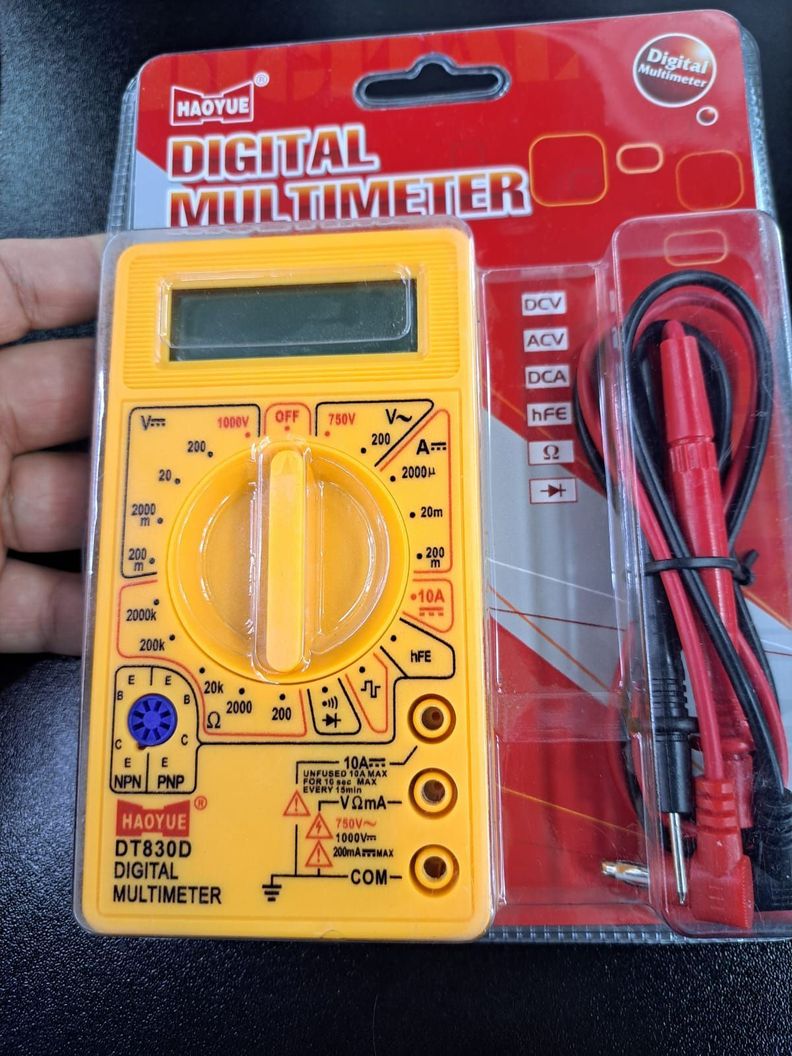 HAOYUE ®
DIGITAL
MULTIMETER
Digital
Multimeter
DCV
ACV
DCA
hFE
Ω
V⎓
1000V
OFF
750V
V~
200
200
A⎓
20
2000µ
2000
m
20m
200
m
200
m
2000k
10A
200k
hFE
20k
2000
200
Ω
E E
B B
C C
E E
NPN PNP
10A⎓
UNFUSED 10A MAX
FOR 10 sec MAX
EVERY 15min
VΩmA
750V~
1000V⎓
200mA⎓MAX
COM
HAOYUE ®
DT830D
DIGITAL
MULTIMETER